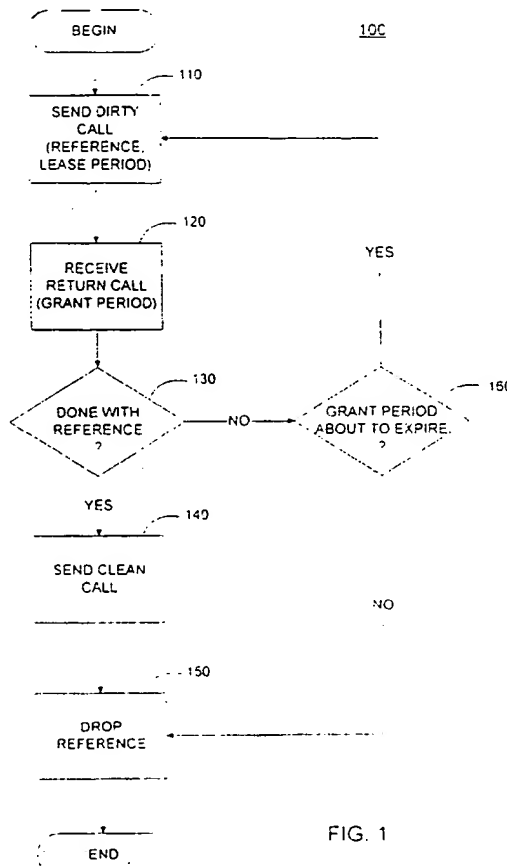 BEGIN
100
110
SEND DIRTY
CALL
(REFERENCE,
LEASE PERIOD)
120
RECEIVE
RETURN CALL
(GRANT PERIOD)
YES
130
DONE WITH
REFERENCE
?
NO
160
GRANT PERIOD
ABOUT TO EXPIRE
?
YES
140
SEND CLEAN
CALL
NO
150
DROP
REFERENCE
END
FIG. 1